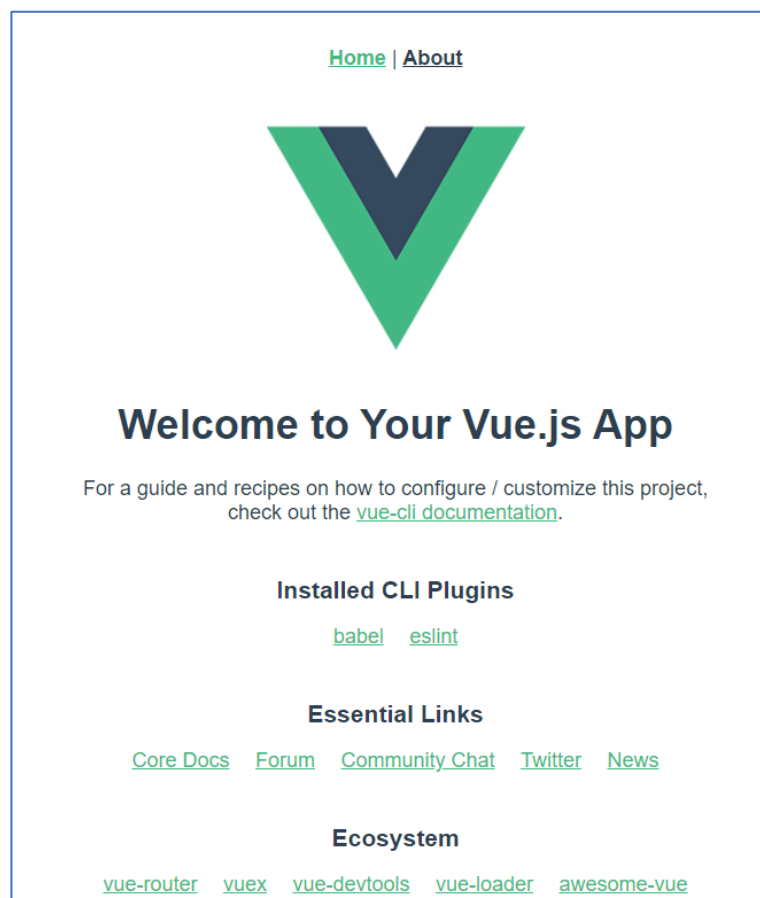 Home | About
Welcome to Your Vue.js App
For a guide and recipes on how to configure / customize this project,
check out the vue-cli documentation.
Installed CLI Plugins
babel eslint
Essential Links
Core Docs Forum Community Chat Twitter News
Ecosystem
vue-router vuex vue-devtools vue-loader awesome-vue